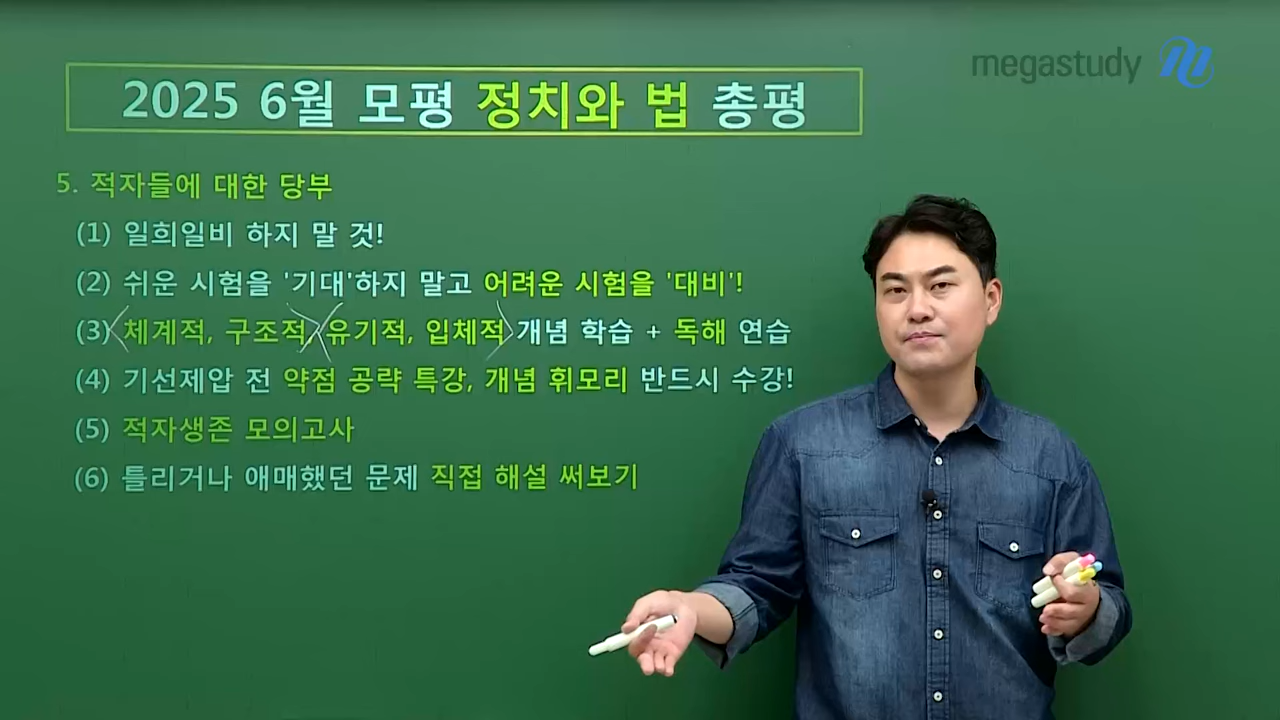 megastudy
2025 6월 모평 정치와 법 총평
5. 적자들에 대한 당부
(1) 일희일비 하지 말 것!
(2) 쉬운 시험을 '기대'하지 말고 어려운 시험을 '대비'!
(3) 체계적, 구조적, 유기적, 입체적 개념 학습 + 독해 연습
(4) 기선제압 전 약점 공략 특강, 개념 휘모리 반드시 수강!
(5) 적자생존 모의고사
(6) 틀리거나 애매했던 문제 직접 해설 써보기